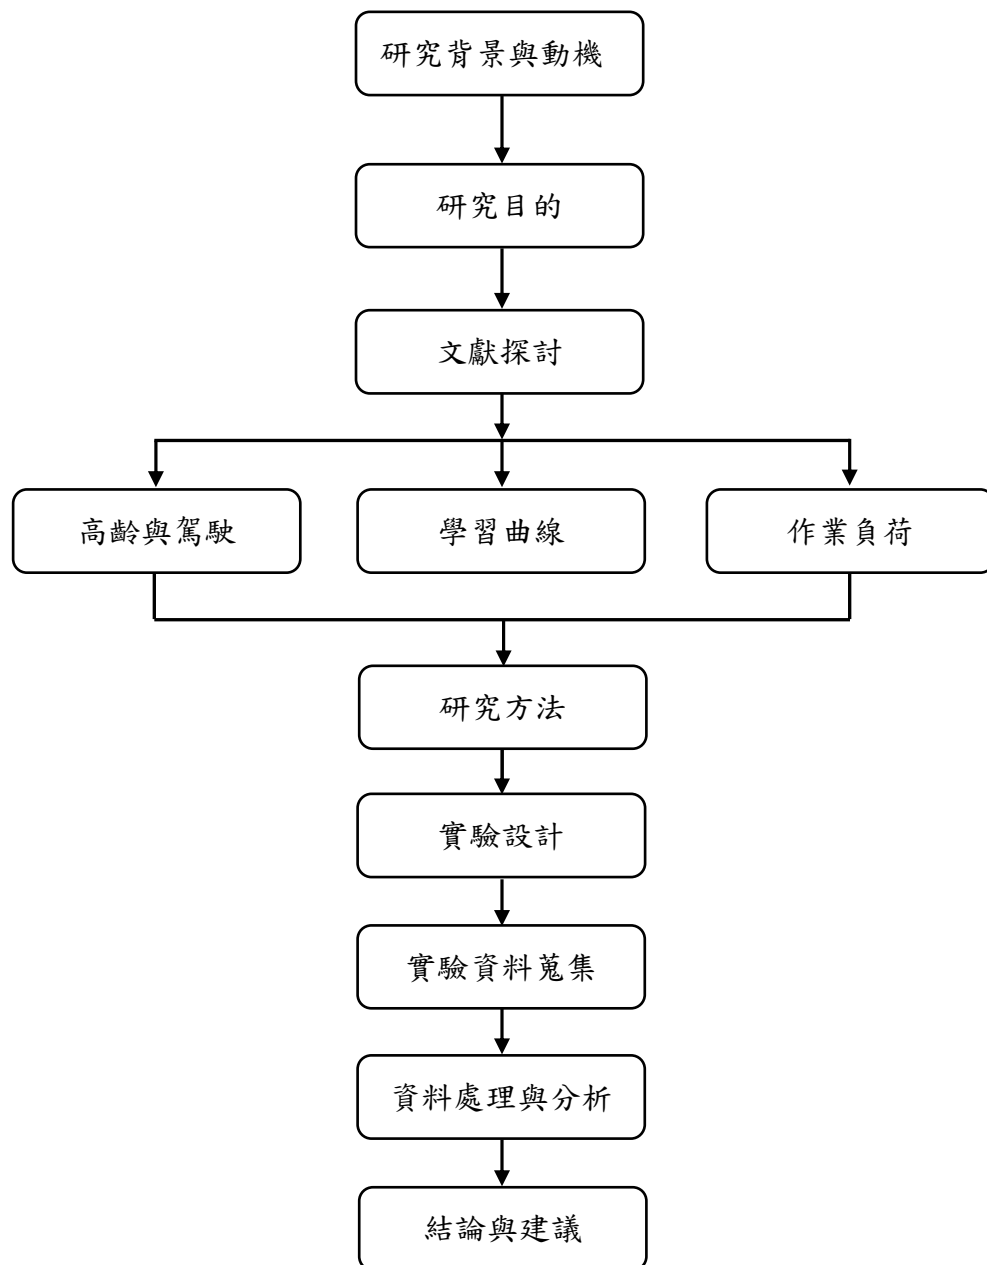 研究背景與動機
研究目的
文獻探討
高齡與駕駛
學習曲線
作業負荷
研究方法
實驗設計
實驗資料蒐集
資料處理與分析
結論與建議